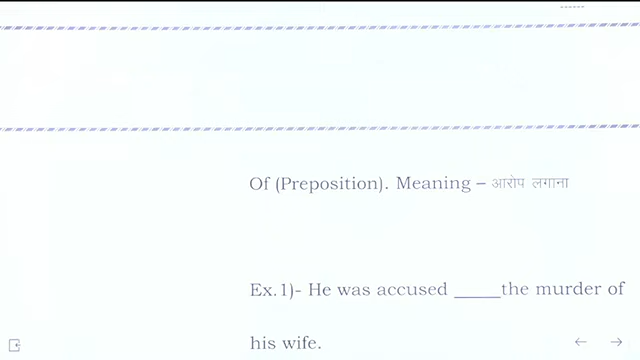 Of (Preposition). Meaning – आरोप लगाना
Ex.1)- He was accused _____the murder of
his wife.